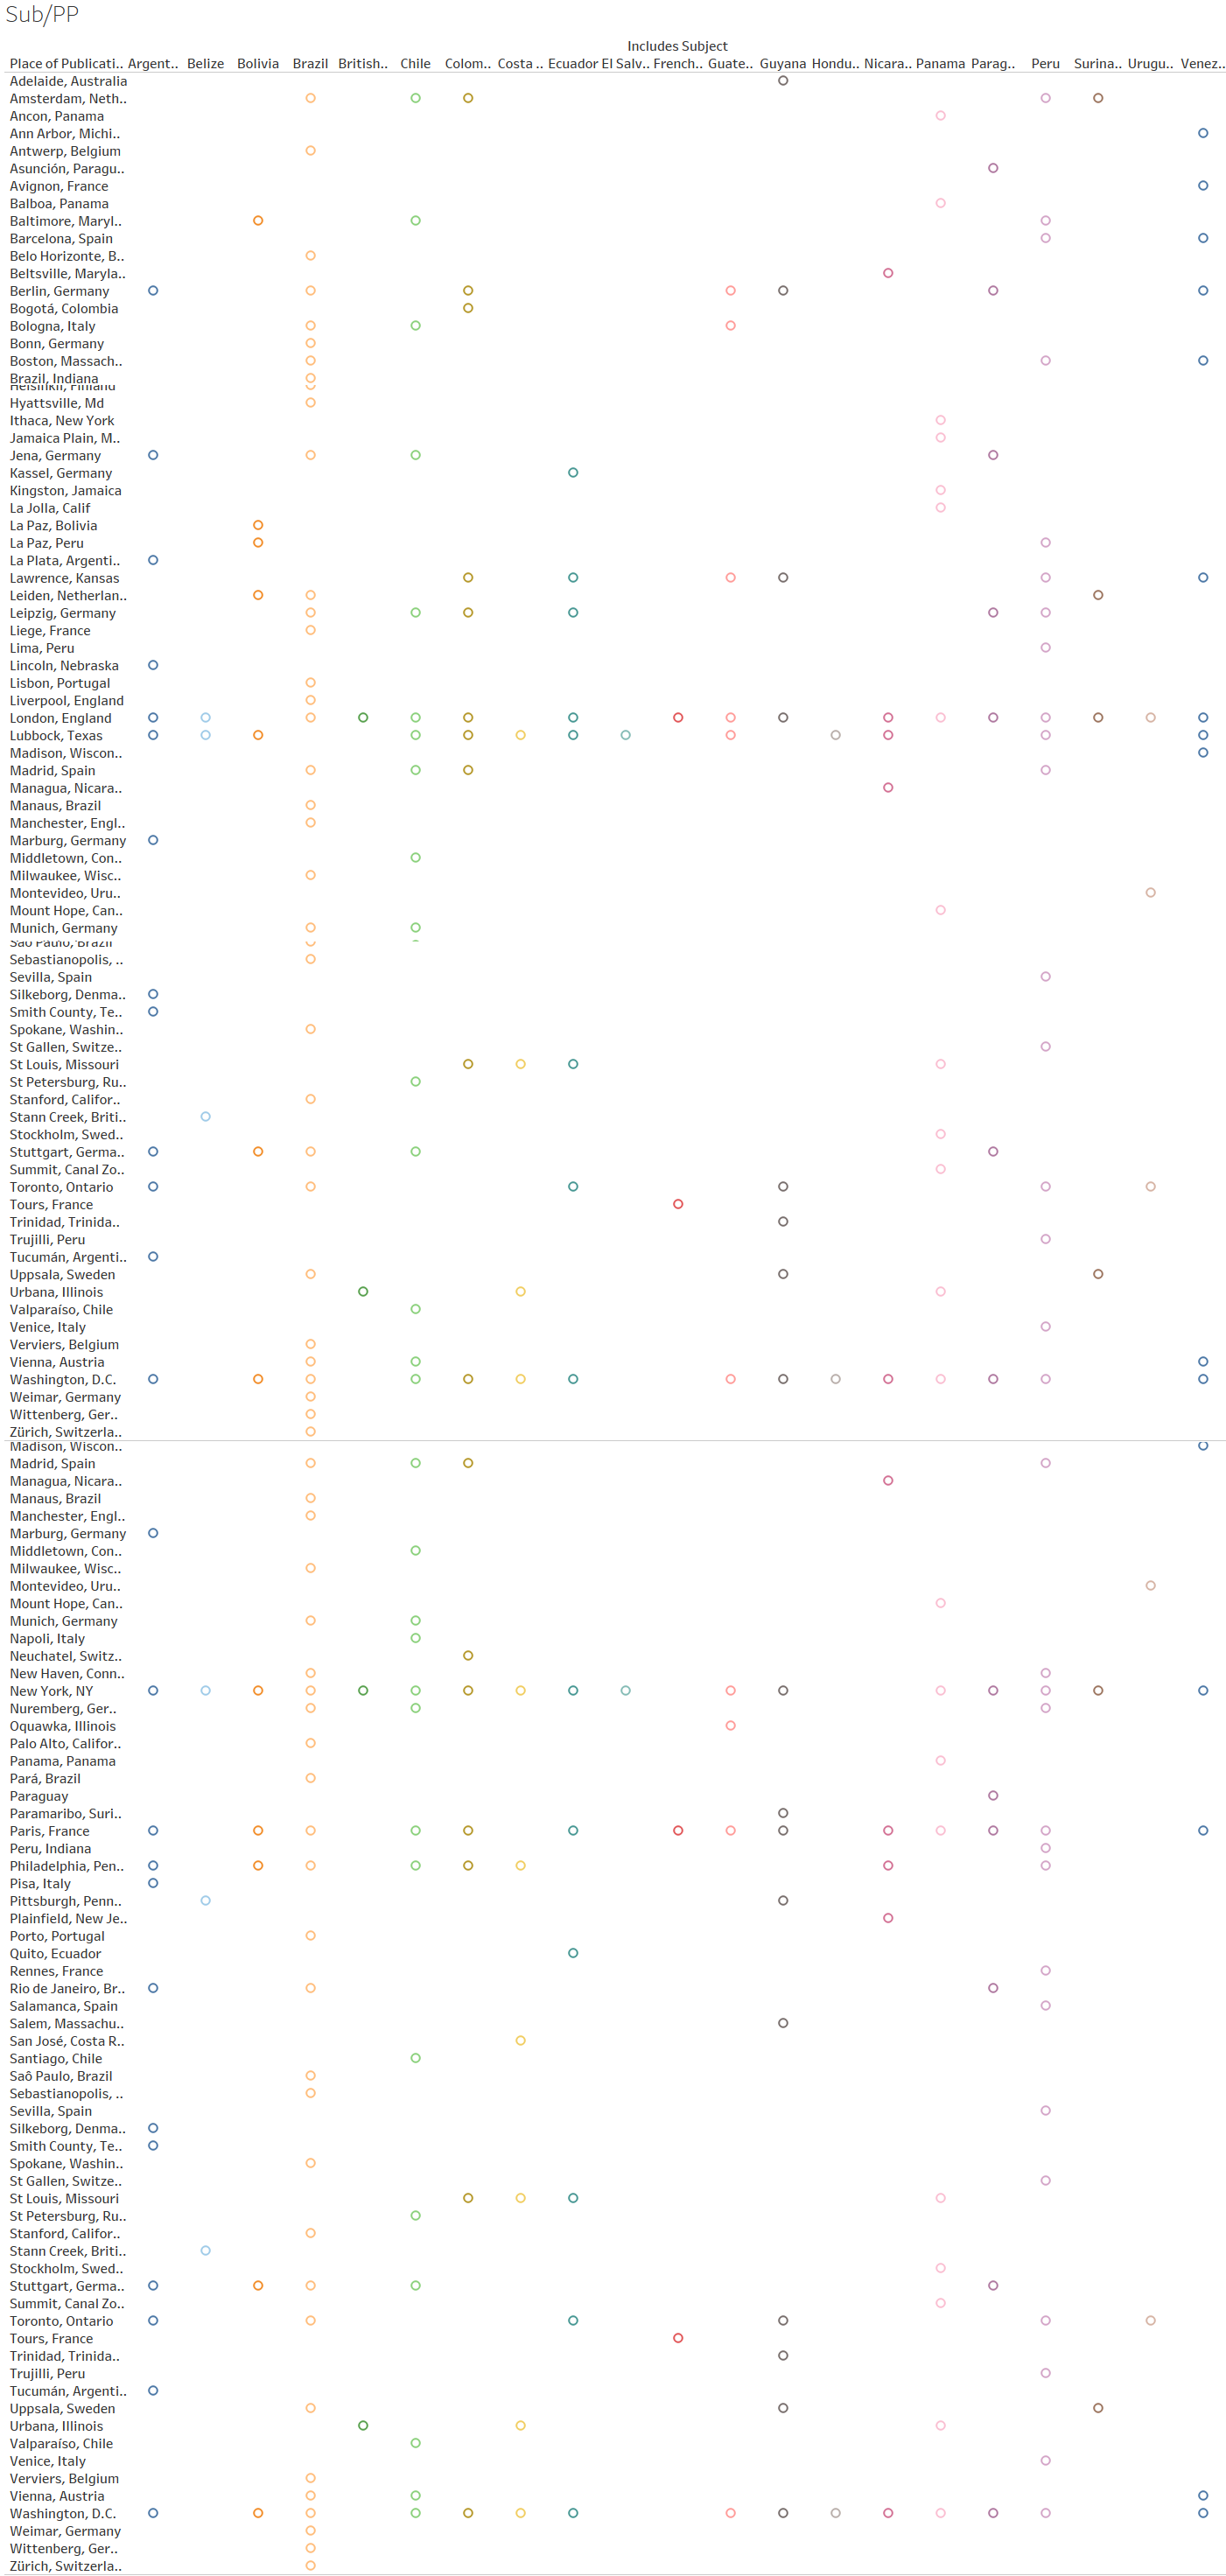 Sub/PP
Includes Subject
Place of Publicati.. Argent.. Belize Bolivia Brazil British.. Chile Colom.. Costa .. Ecuador El Salv.. French.. Guate.. Guyana Hondu.. Nicara.. Panama Parag.. Peru Surina.. Urugu.. Venez..
Adelaide, Australia
Amsterdam, Neth..
Ancon, Panama
Ann Arbor, Michi..
Antwerp, Belgium
Asunción, Paragu..
Avignon, France
Balboa, Panama
Baltimore, Maryl..
Barcelona, Spain
Belo Horizonte, B..
Beltsville, Maryla..
Berlin, Germany
Bogotá, Colombia
Bologna, Italy
Bonn, Germany
Boston, Massach..
Brazil, Indiana
Helsinkii, Finland
Hyattsville, Md
Ithaca, New York
Jamaica Plain, M..
Jena, Germany
Kassel, Germany
Kingston, Jamaica
La Jolla, Calif
La Paz, Bolivia
La Paz, Peru
La Plata, Argenti..
Lawrence, Kansas
Leiden, Netherlan..
Leipzig, Germany
Liege, France
Lima, Peru
Lincoln, Nebraska
Lisbon, Portugal
Liverpool, England
London, England
Lubbock, Texas
Madison, Wiscon..
Madrid, Spain
Managua, Nicara..
Manaus, Brazil
Manchester, Engl..
Marburg, Germany
Middletown, Con..
Milwaukee, Wisc..
Montevideo, Uru..
Mount Hope, Can..
Munich, Germany
Saô Paulo, Brazil
Sebastianopolis, ..
Sevilla, Spain
Silkeborg, Denma..
Smith County, Te..
Spokane, Washin..
St Gallen, Switze..
St Louis, Missouri
St Petersburg, Ru..
Stanford, Califor..
Stann Creek, Briti..
Stockholm, Swed..
Stuttgart, Germa..
Summit, Canal Zo..
Toronto, Ontario
Tours, France
Trinidad, Trinida..
Trujilli, Peru
Tucumán, Argenti..
Uppsala, Sweden
Urbana, Illinois
Valparaíso, Chile
Venice, Italy
Verviers, Belgium
Vienna, Austria
Washington, D.C.
Weimar, Germany
Wittenberg, Ger..
Zürich, Switzerla..
Madison, Wiscon..
Madrid, Spain
Managua, Nicara..
Manaus, Brazil
Manchester, Engl..
Marburg, Germany
Middletown, Con..
Milwaukee, Wisc..
Montevideo, Uru..
Mount Hope, Can..
Munich, Germany
Napoli, Italy
Neuchatel, Switz..
New Haven, Conn..
New York, NY
Nuremberg, Ger..
Oquawka, Illinois
Palo Alto, Califor..
Panama, Panama
Pará, Brazil
Paraguay
Paramaribo, Suri..
Paris, France
Peru, Indiana
Philadelphia, Pen..
Pisa, Italy
Pittsburgh, Penn..
Plainfield, New Je..
Porto, Portugal
Quito, Ecuador
Rennes, France
Rio de Janeiro, Br..
Salamanca, Spain
Salem, Massachu..
San José, Costa R..
Santiago, Chile
Saô Paulo, Brazil
Sebastianopolis, ..
Sevilla, Spain
Silkeborg, Denma..
Smith County, Te..
Spokane, Washin..
St Gallen, Switze..
St Louis, Missouri
St Petersburg, Ru..
Stanford, Califor..
Stann Creek, Briti..
Stockholm, Swed..
Stuttgart, Germa..
Summit, Canal Zo..
Toronto, Ontario
Tours, France
Trinidad, Trinida..
Trujilli, Peru
Tucumán, Argenti..
Uppsala, Sweden
Urbana, Illinois
Valparaíso, Chile
Venice, Italy
Verviers, Belgium
Vienna, Austria
Washington, D.C.
Weimar, Germany
Wittenberg, Ger..
Zürich, Switzerla..